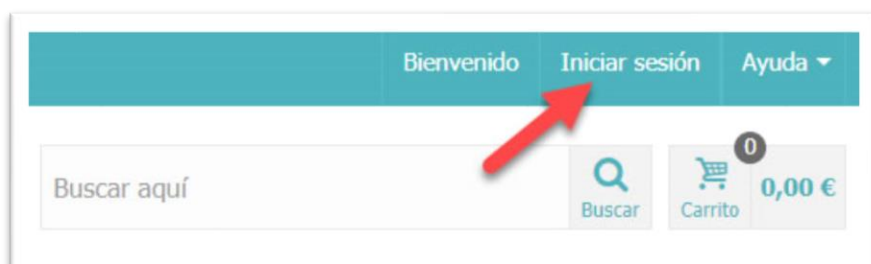 Bienvenido Iniciar sesión Ayuda
Buscar aquí
Buscar
0
Carrito
0,00 €